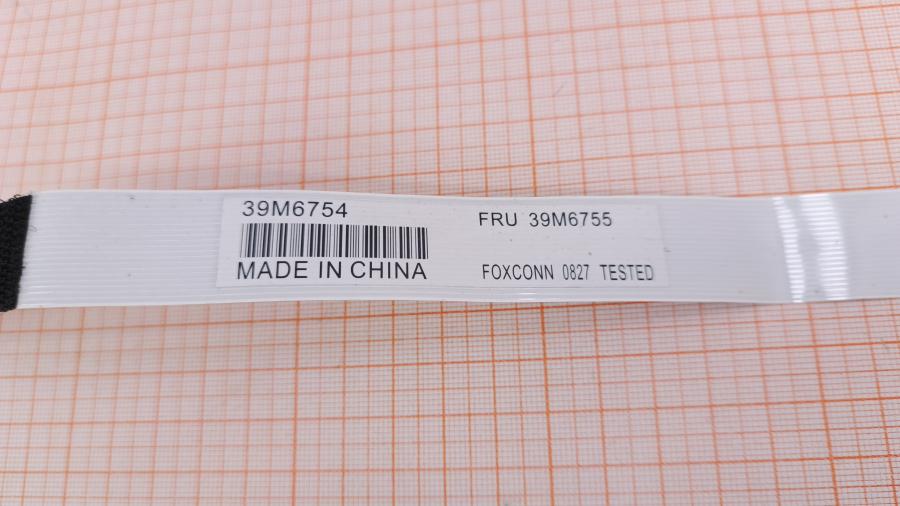 39M6754
FRU 39M6755
MADE IN CHINA
FOXCONN 0827 TESTED